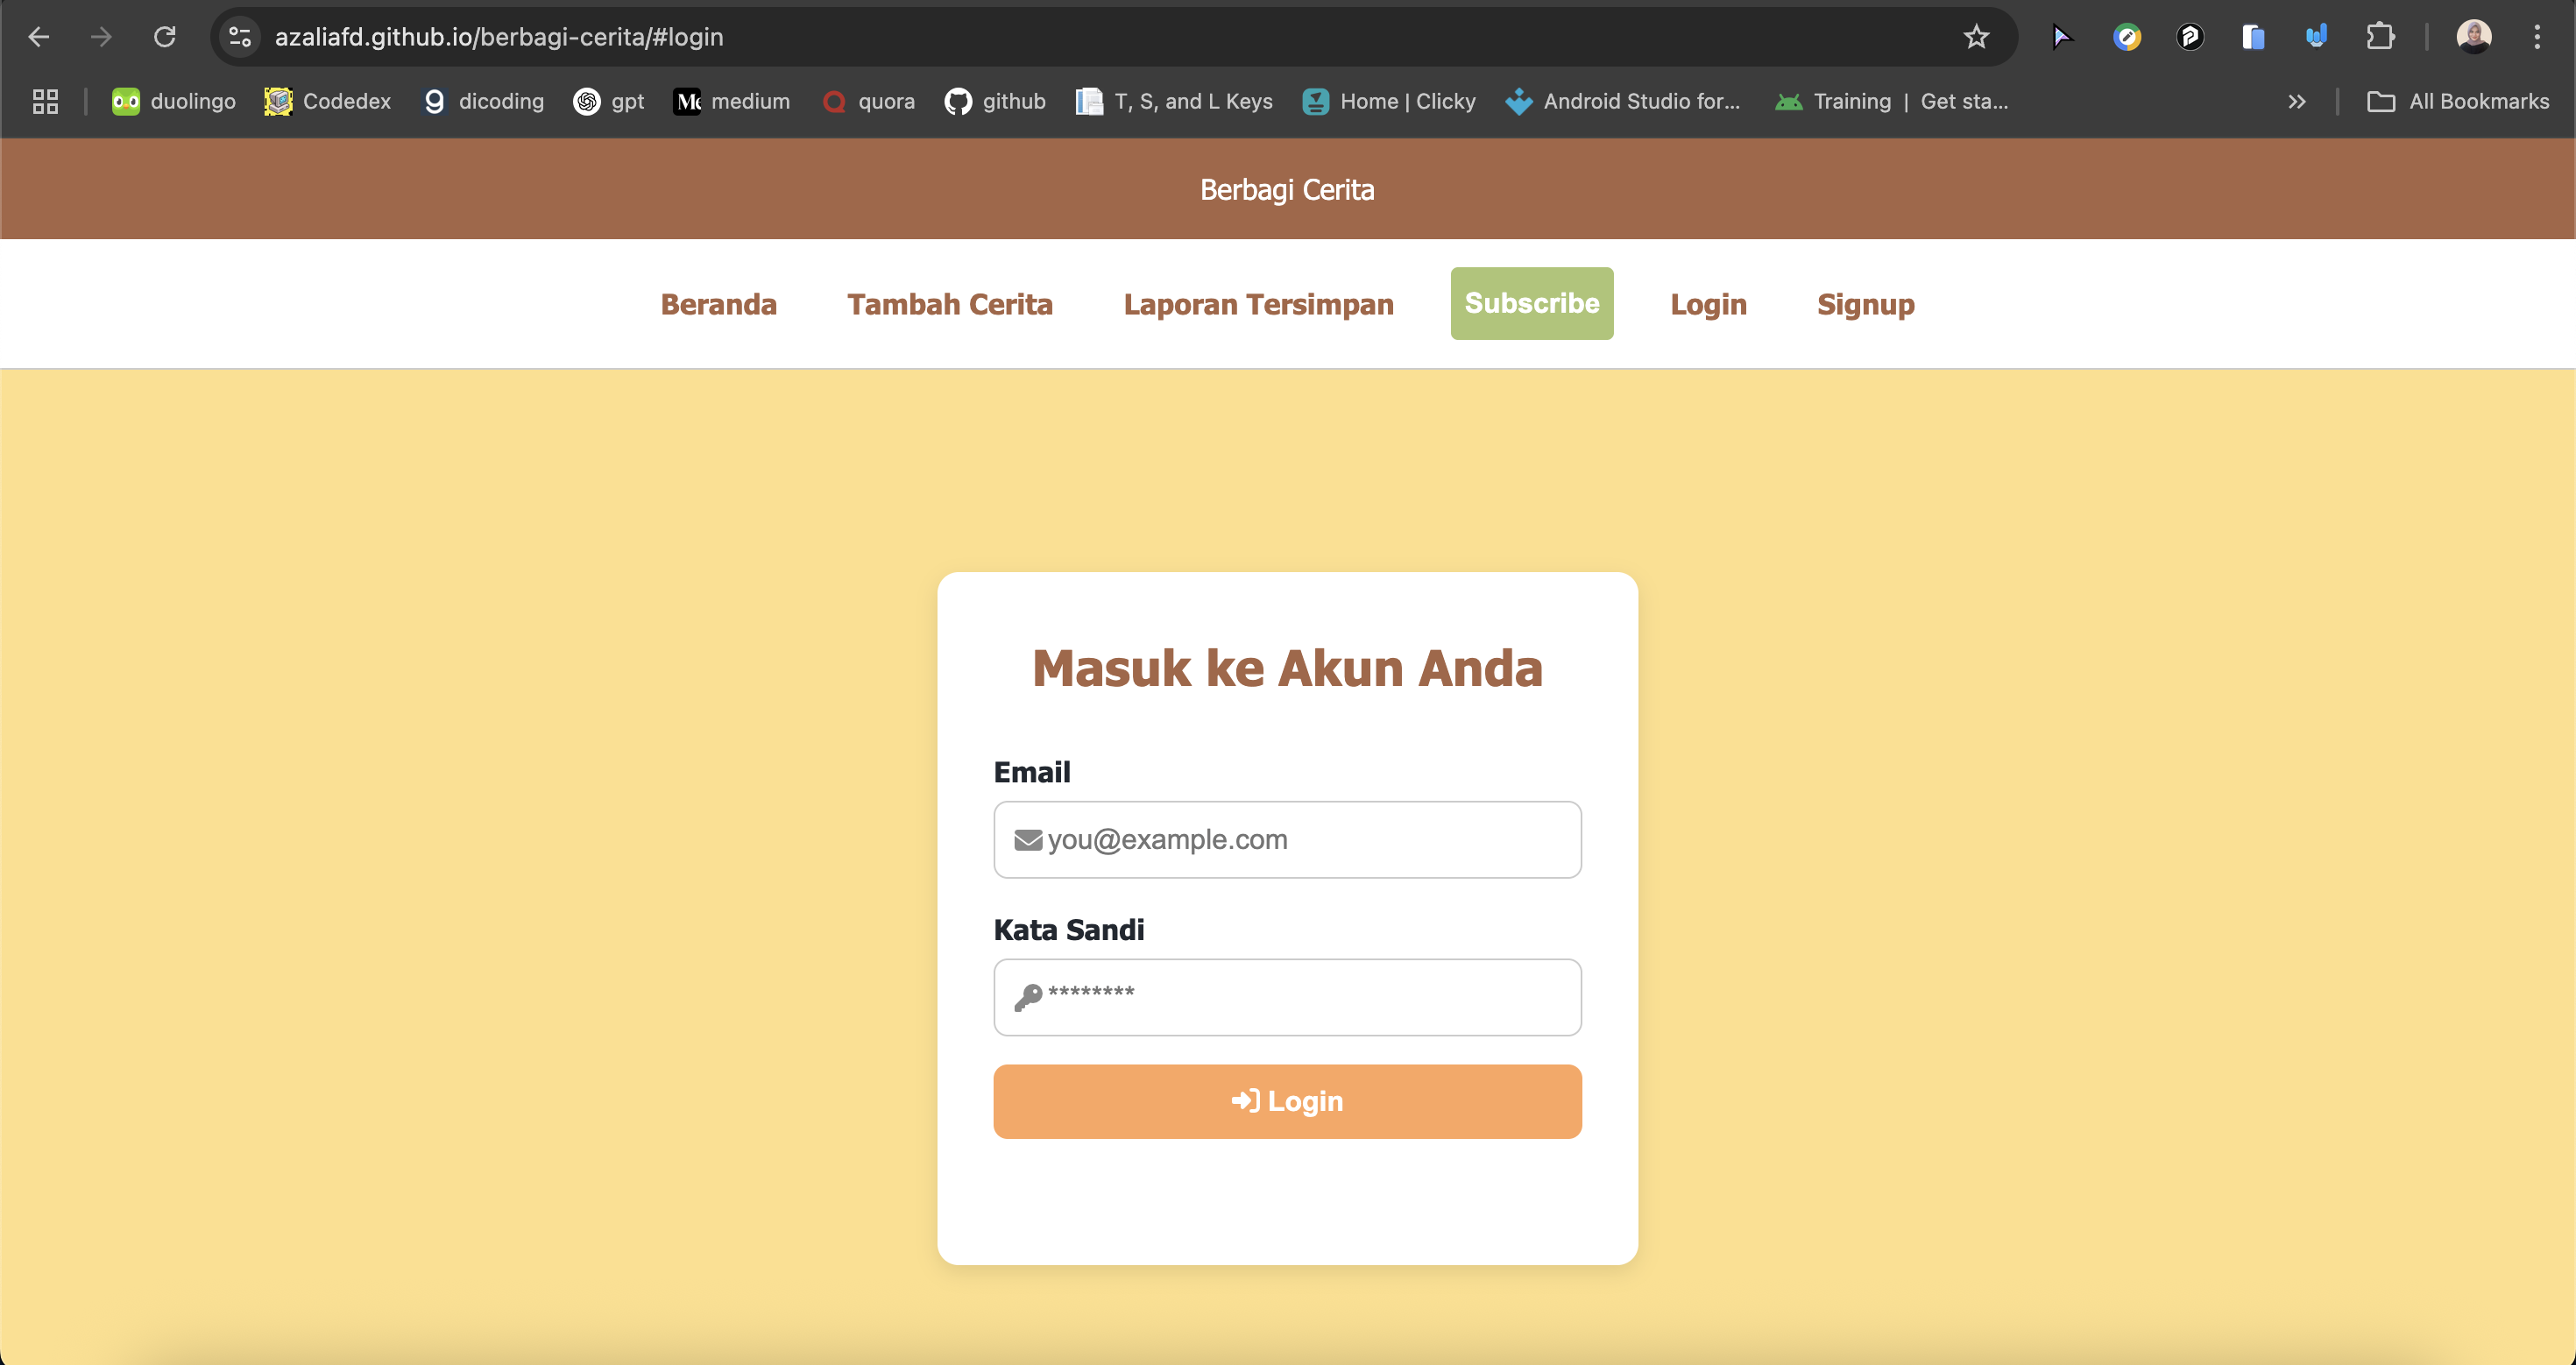 azaliafd.github.io/berbagi-cerita/#login
duolingo Codedex dicoding gpt medium quora github T, S, and L Keys Home | Clicky Android Studio for... Training | Get sta... All Bookmarks
Berbagi Cerita
Beranda Tambah Cerita Laporan Tersimpan Subscribe Login Signup
Masuk ke Akun Anda
Email
you@example.com
Kata Sandi
********
Login